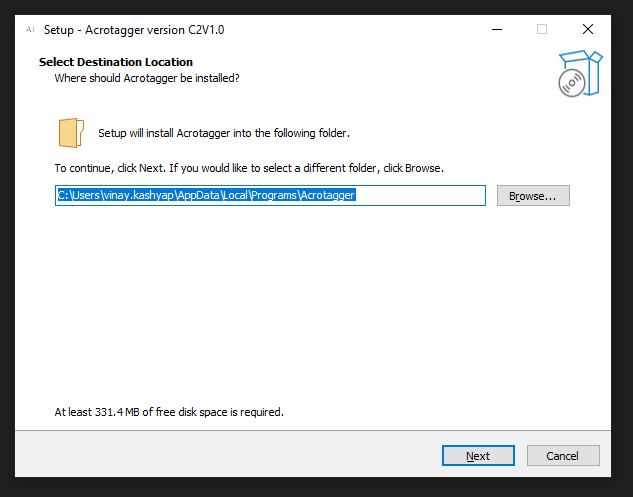 AT Setup - Acrotagger version C2V1.0
Select Destination Location
Where should Acrotagger be installed?
Setup will install Acrotagger into the following folder.
To continue, click Next. If you would like to select a different folder, click Browse.
C:\Users\vinay.kashyap\AppData\Local\Programs\Acrotagger
Browse...
At least 331.4 MB of free disk space is required.
Next
Cancel